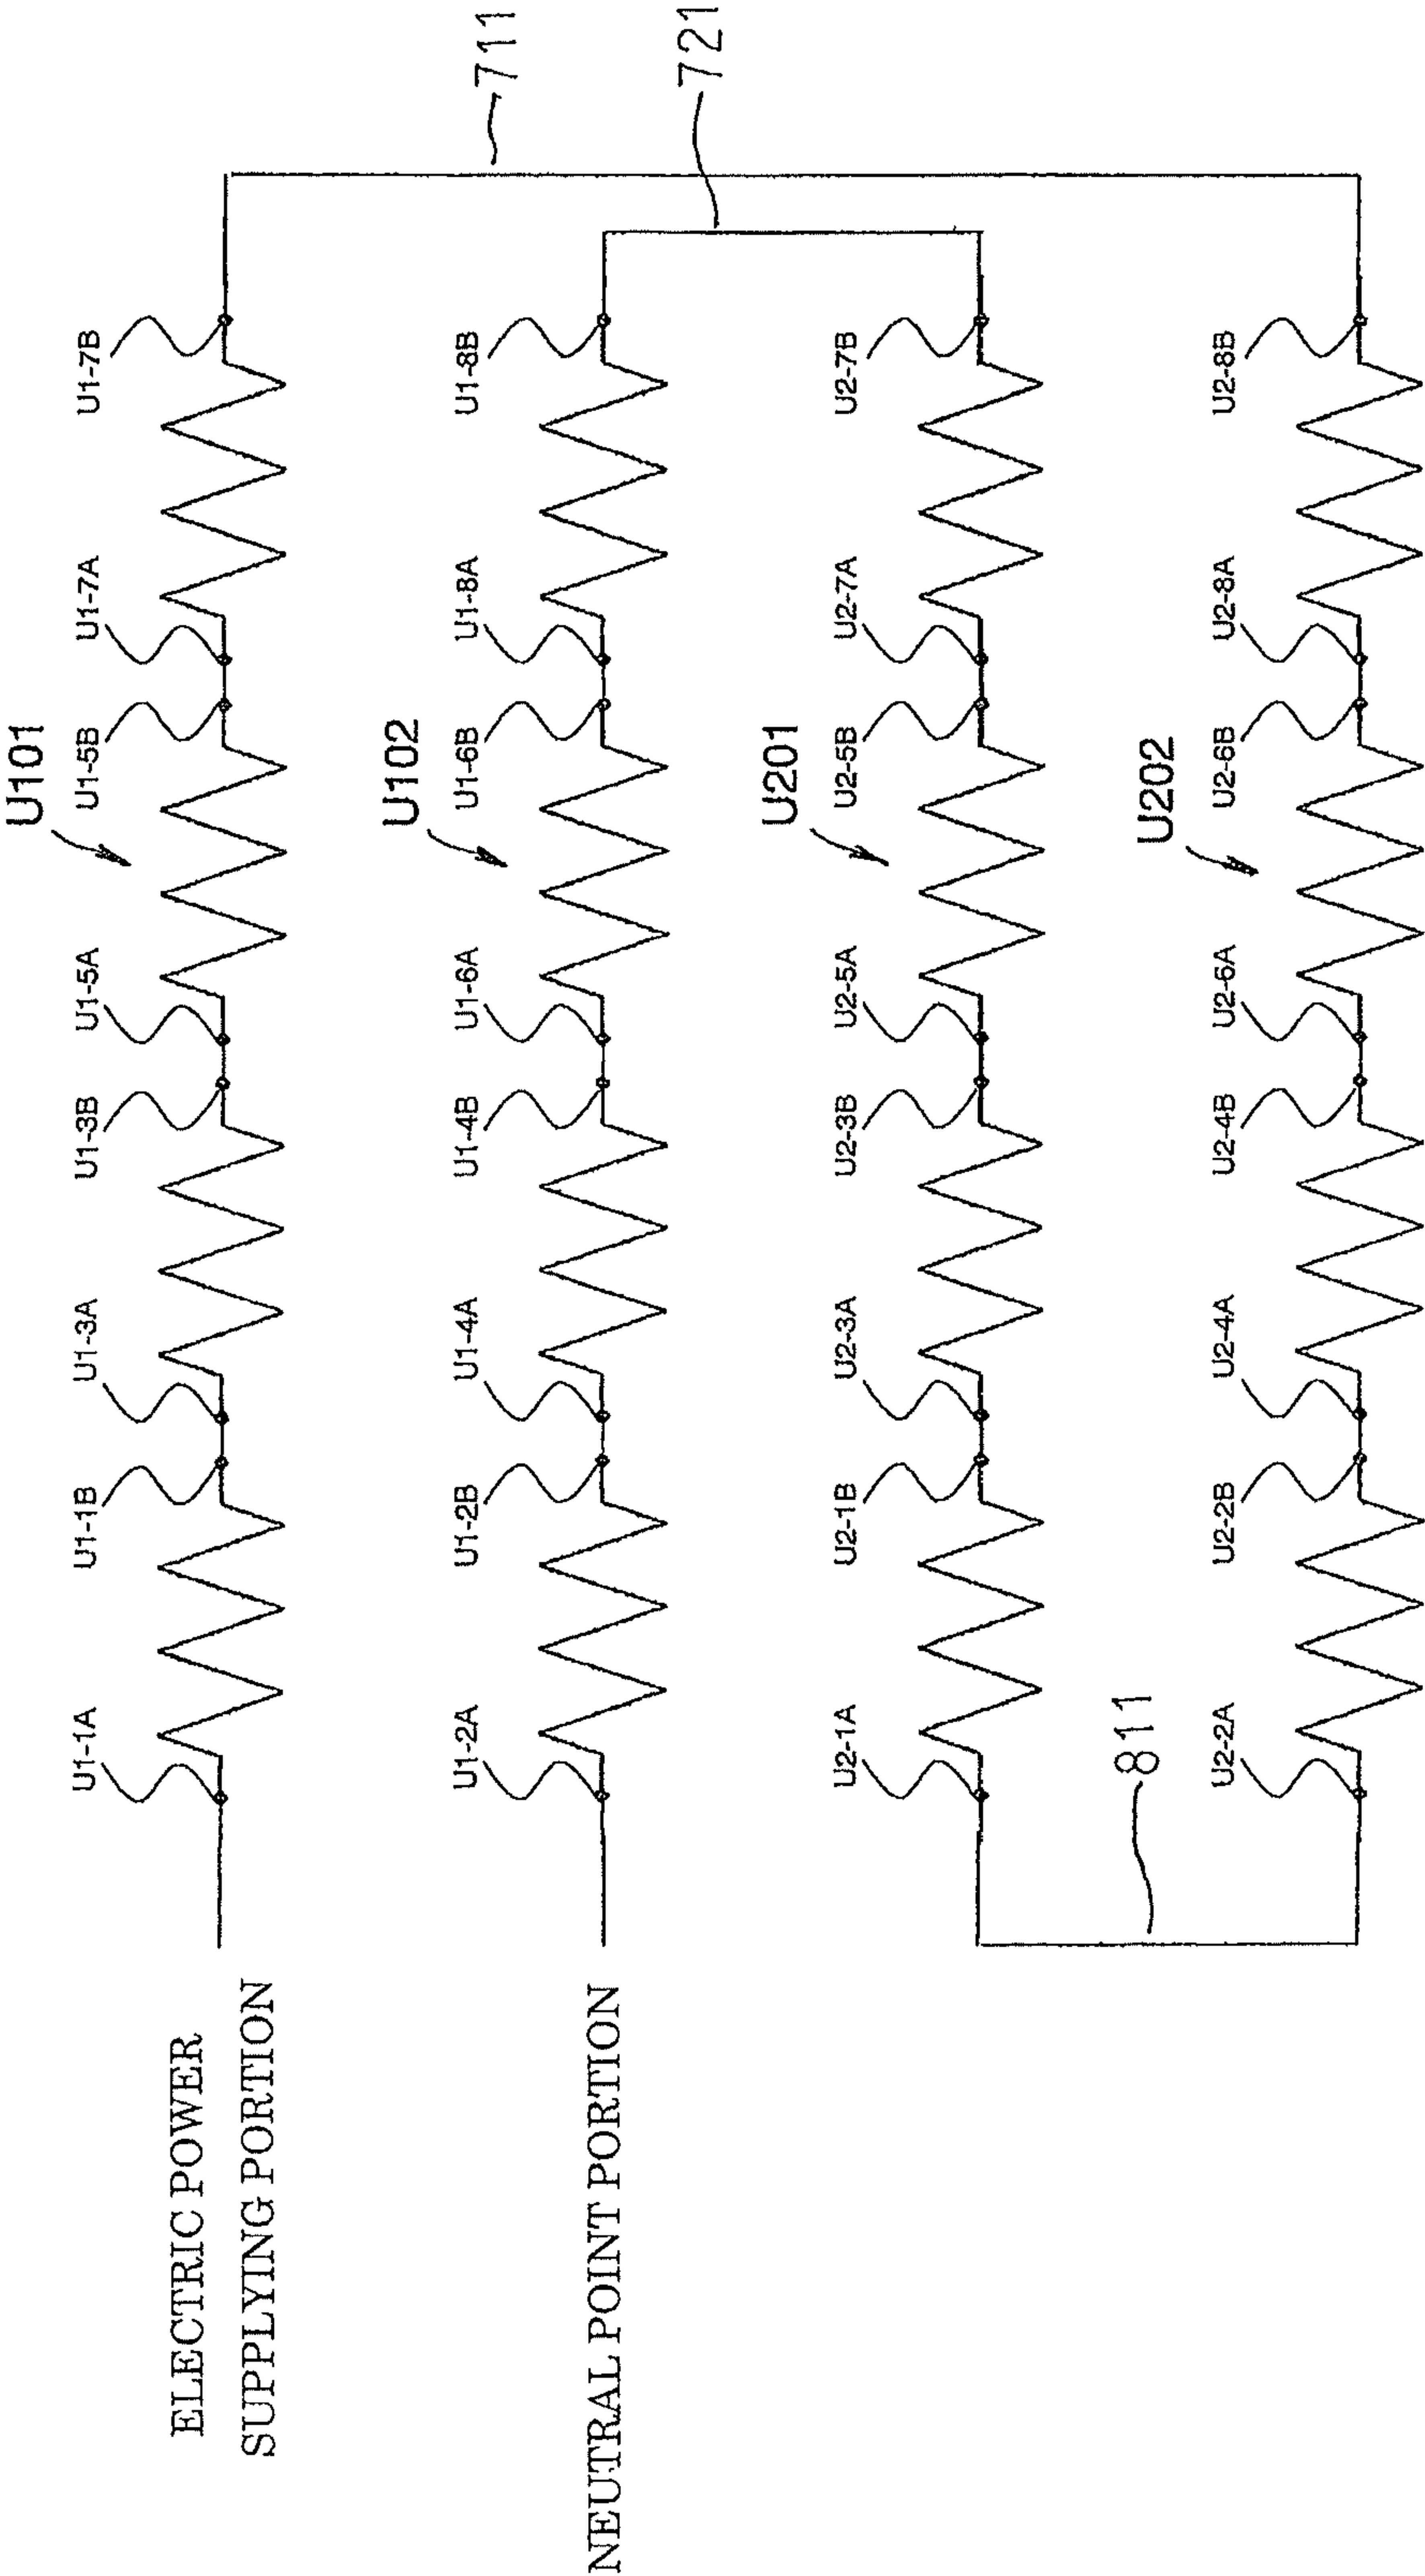 U101
U1-1A
U1-1B
U1-3A
U1-3B
U1-5A
U1-5B
U1-7A
U1-7B
ELECTRIC POWER
SUPPLYING PORTION
U102
U1-2A
U1-2B
U1-4A
U1-4B
U1-6A
U1-6B
U1-8A
U1-8B
711
NEUTRAL POINT PORTION
721
U201
U2-1A
U2-1B
U2-3A
U2-3B
U2-5A
U2-5B
U2-7A
U2-7B
811
U202
U2-2A
U2-2B
U2-4A
U2-4B
U2-6A
U2-6B
U2-8A
U2-8B